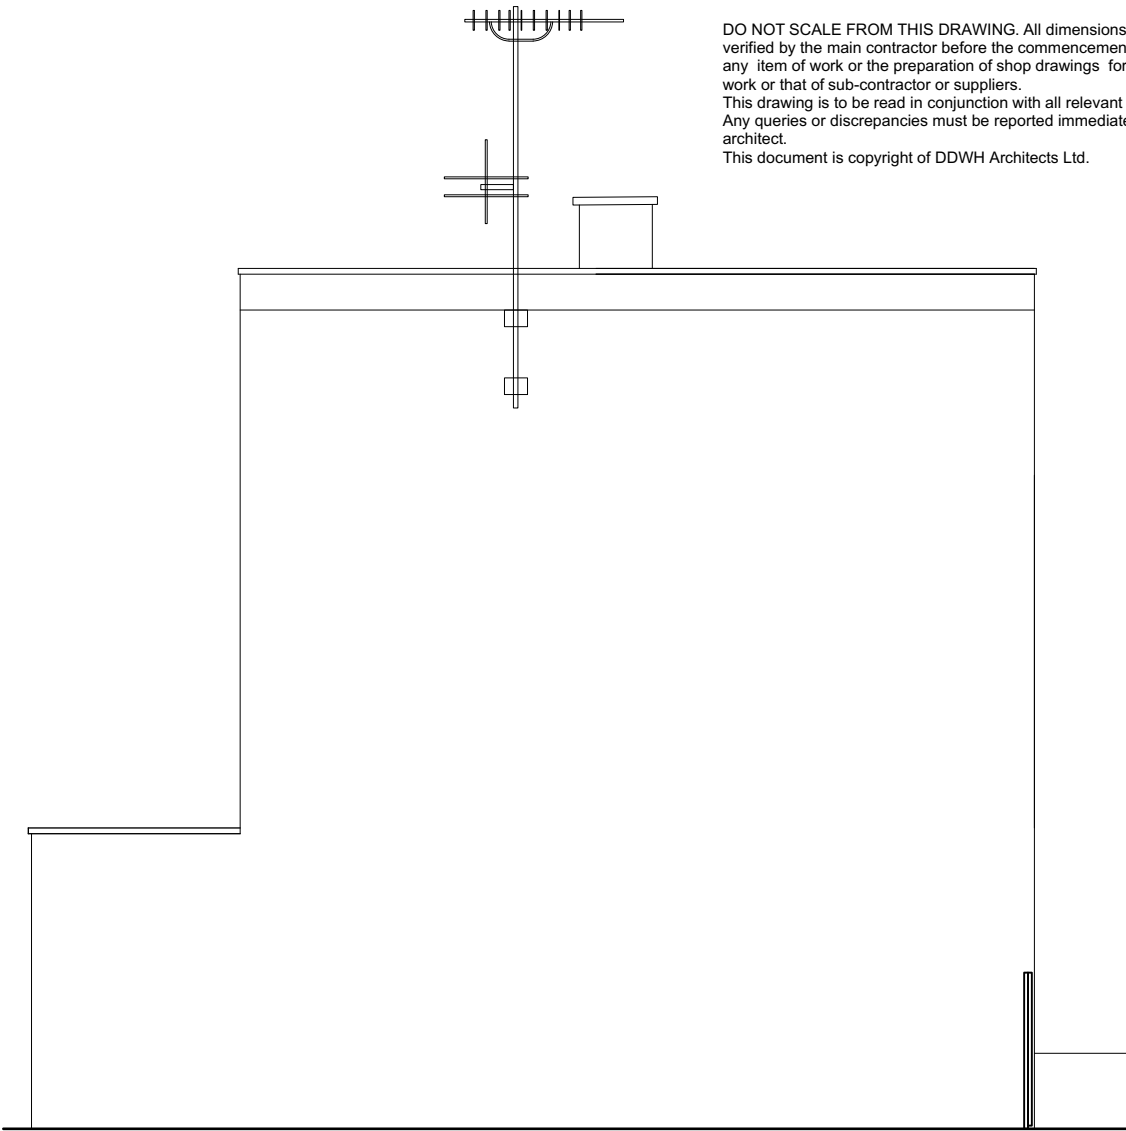 DO NOT SCALE FROM THIS DRAWING. All dimensions
verified by the main contractor before the commencemen
any item of work or the preparation of shop drawings for
work or that of sub-contractor or suppliers.
This drawing is to be read in conjunction with all relevant
Any queries or discrepancies must be reported immediate
architect.
This document is copyright of DDWH Architects Ltd.